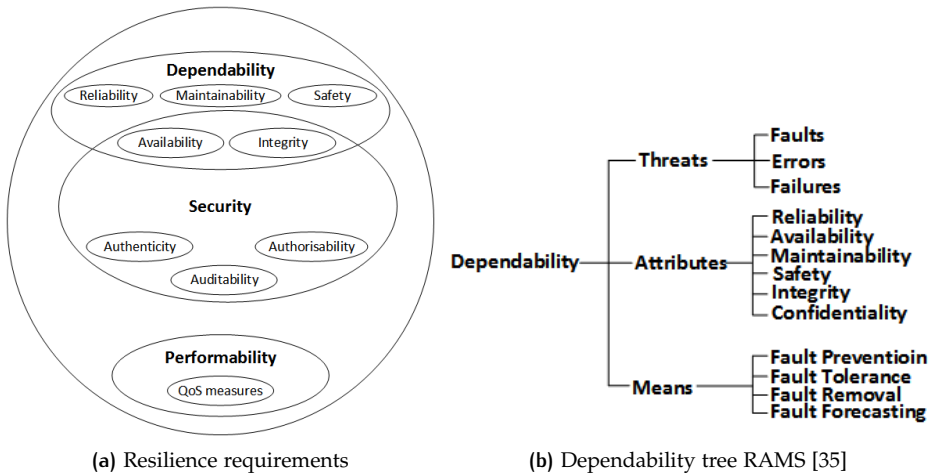 Dependability
Reliability
Maintainability
Safety
Availability
Integrity
Security
Authenticity
Authorisability
Auditability
Performability
QoS measures
(a) Resilience requirements
Dependability
Threats
Faults
Errors
Failures
Attributes
Reliability
Availability
Maintainability
Safety
Integrity
Confidentiality
Means
Fault Preventioin
Fault Tolerance
Fault Removal
Fault Forecasting
(b) Dependability tree RAMS [35]